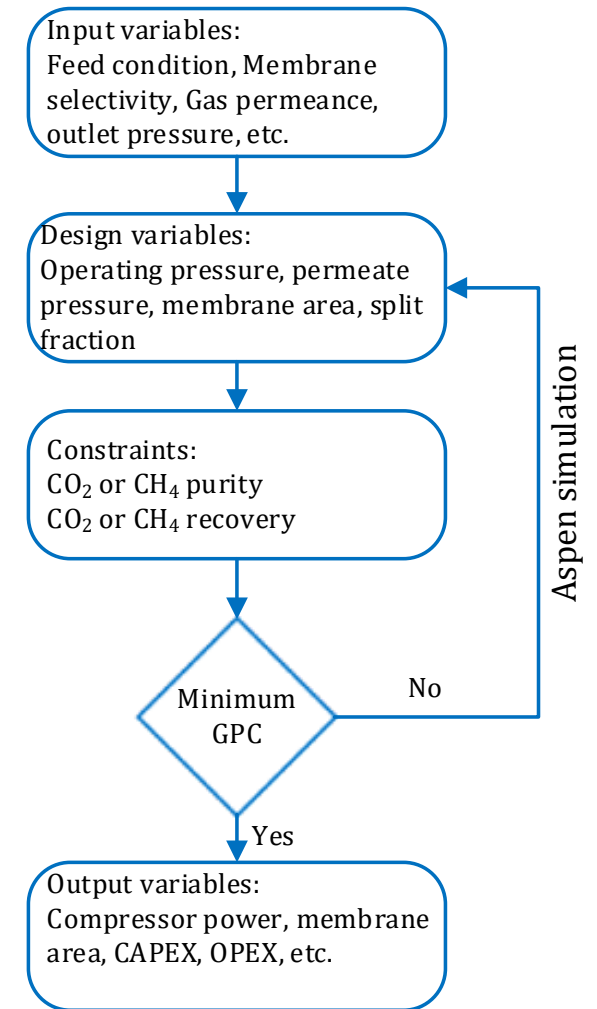 Input variables:
Feed condition, Membrane
selectivity, Gas permeance,
outlet pressure, etc.
Design variables:
Operating pressure, permeate
pressure, membrane area, split
fraction
Constraints:
CO₂ or CH₄ purity
CO₂ or CH₄ recovery
Minimum
GPC
No
Aspen simulation
Yes
Output variables:
Compressor power, membrane
area, CAPEX, OPEX, etc.